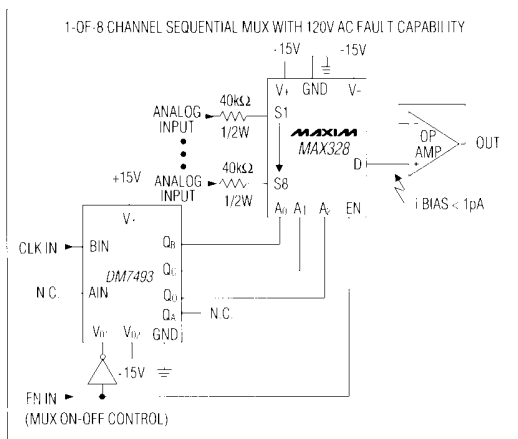 1-OF-8 CHANNEL SEQUENTIAL MUX WITH 120V AC FAULT CAPABILITY
-15V -15V
V+ GND V-
40kΩ
ANALOG INPUT
1/2W
S1
MAXIM
MAX328
OP AMP
OUT
D
40kΩ
ANALOG INPUT
1/2W
S8
i BIAS < 1pA
+15V
A0 A1 EN
CLK IN
BIN
QB
QC
DM7493
N.C.
AIN
QD
QA
N.C.
GND
-15V
EN IN
(MUX ON-OFF CONTROL)